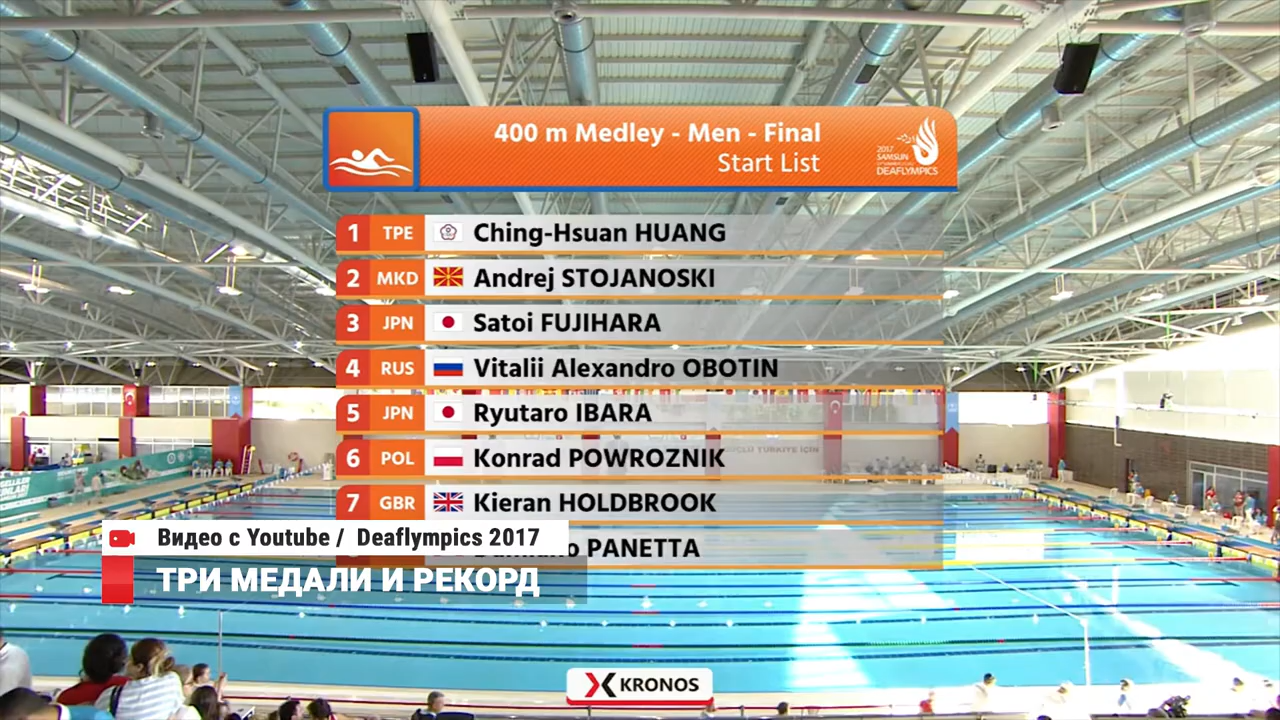 400 m Medley - Men - Final
Start List
2017
SAMSUN
DEAFLYMPICS
1 TPE Ching-Hsuan HUANG
2 MKD Andrej STOJANOSKI
3 JPN Satoi FUJIHARA
4 RUS Vitalii Alexandro OBOTIN
5 JPN Ryutaro IBARA
6 POL Konrad POWROZNIK
7 GBR Kieran HOLDBROOK
PANETTA
Видео с Youtube / Deaflympics 2017
ТРИ МЕДАЛИ И РЕКОРД
KRONOS